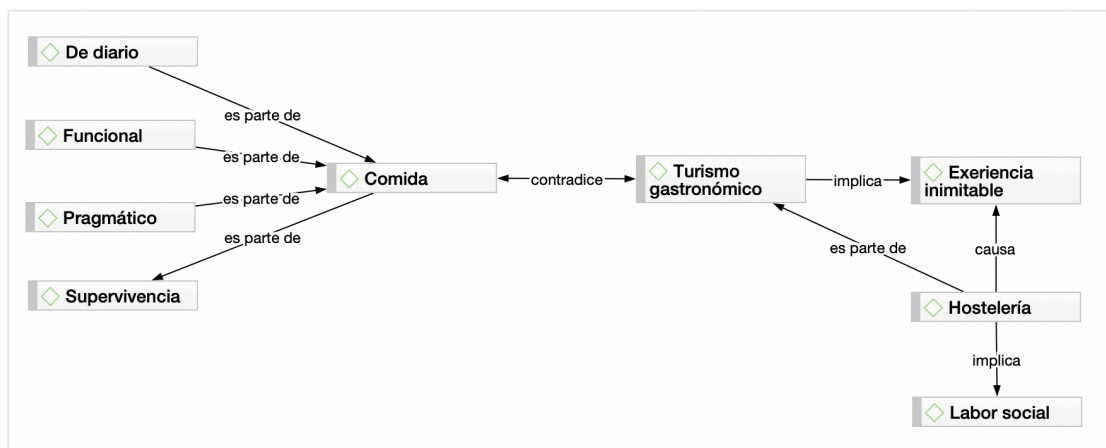 De diario
es parte de
Funcional
es parte de
Comida
Pragmático
es parte de
es parte de
Supervivencia
contradice
Turismo
gastronómico
implica
Exeriencia
inimitable
es parte de
causa
Hostelería
implica
Labor social